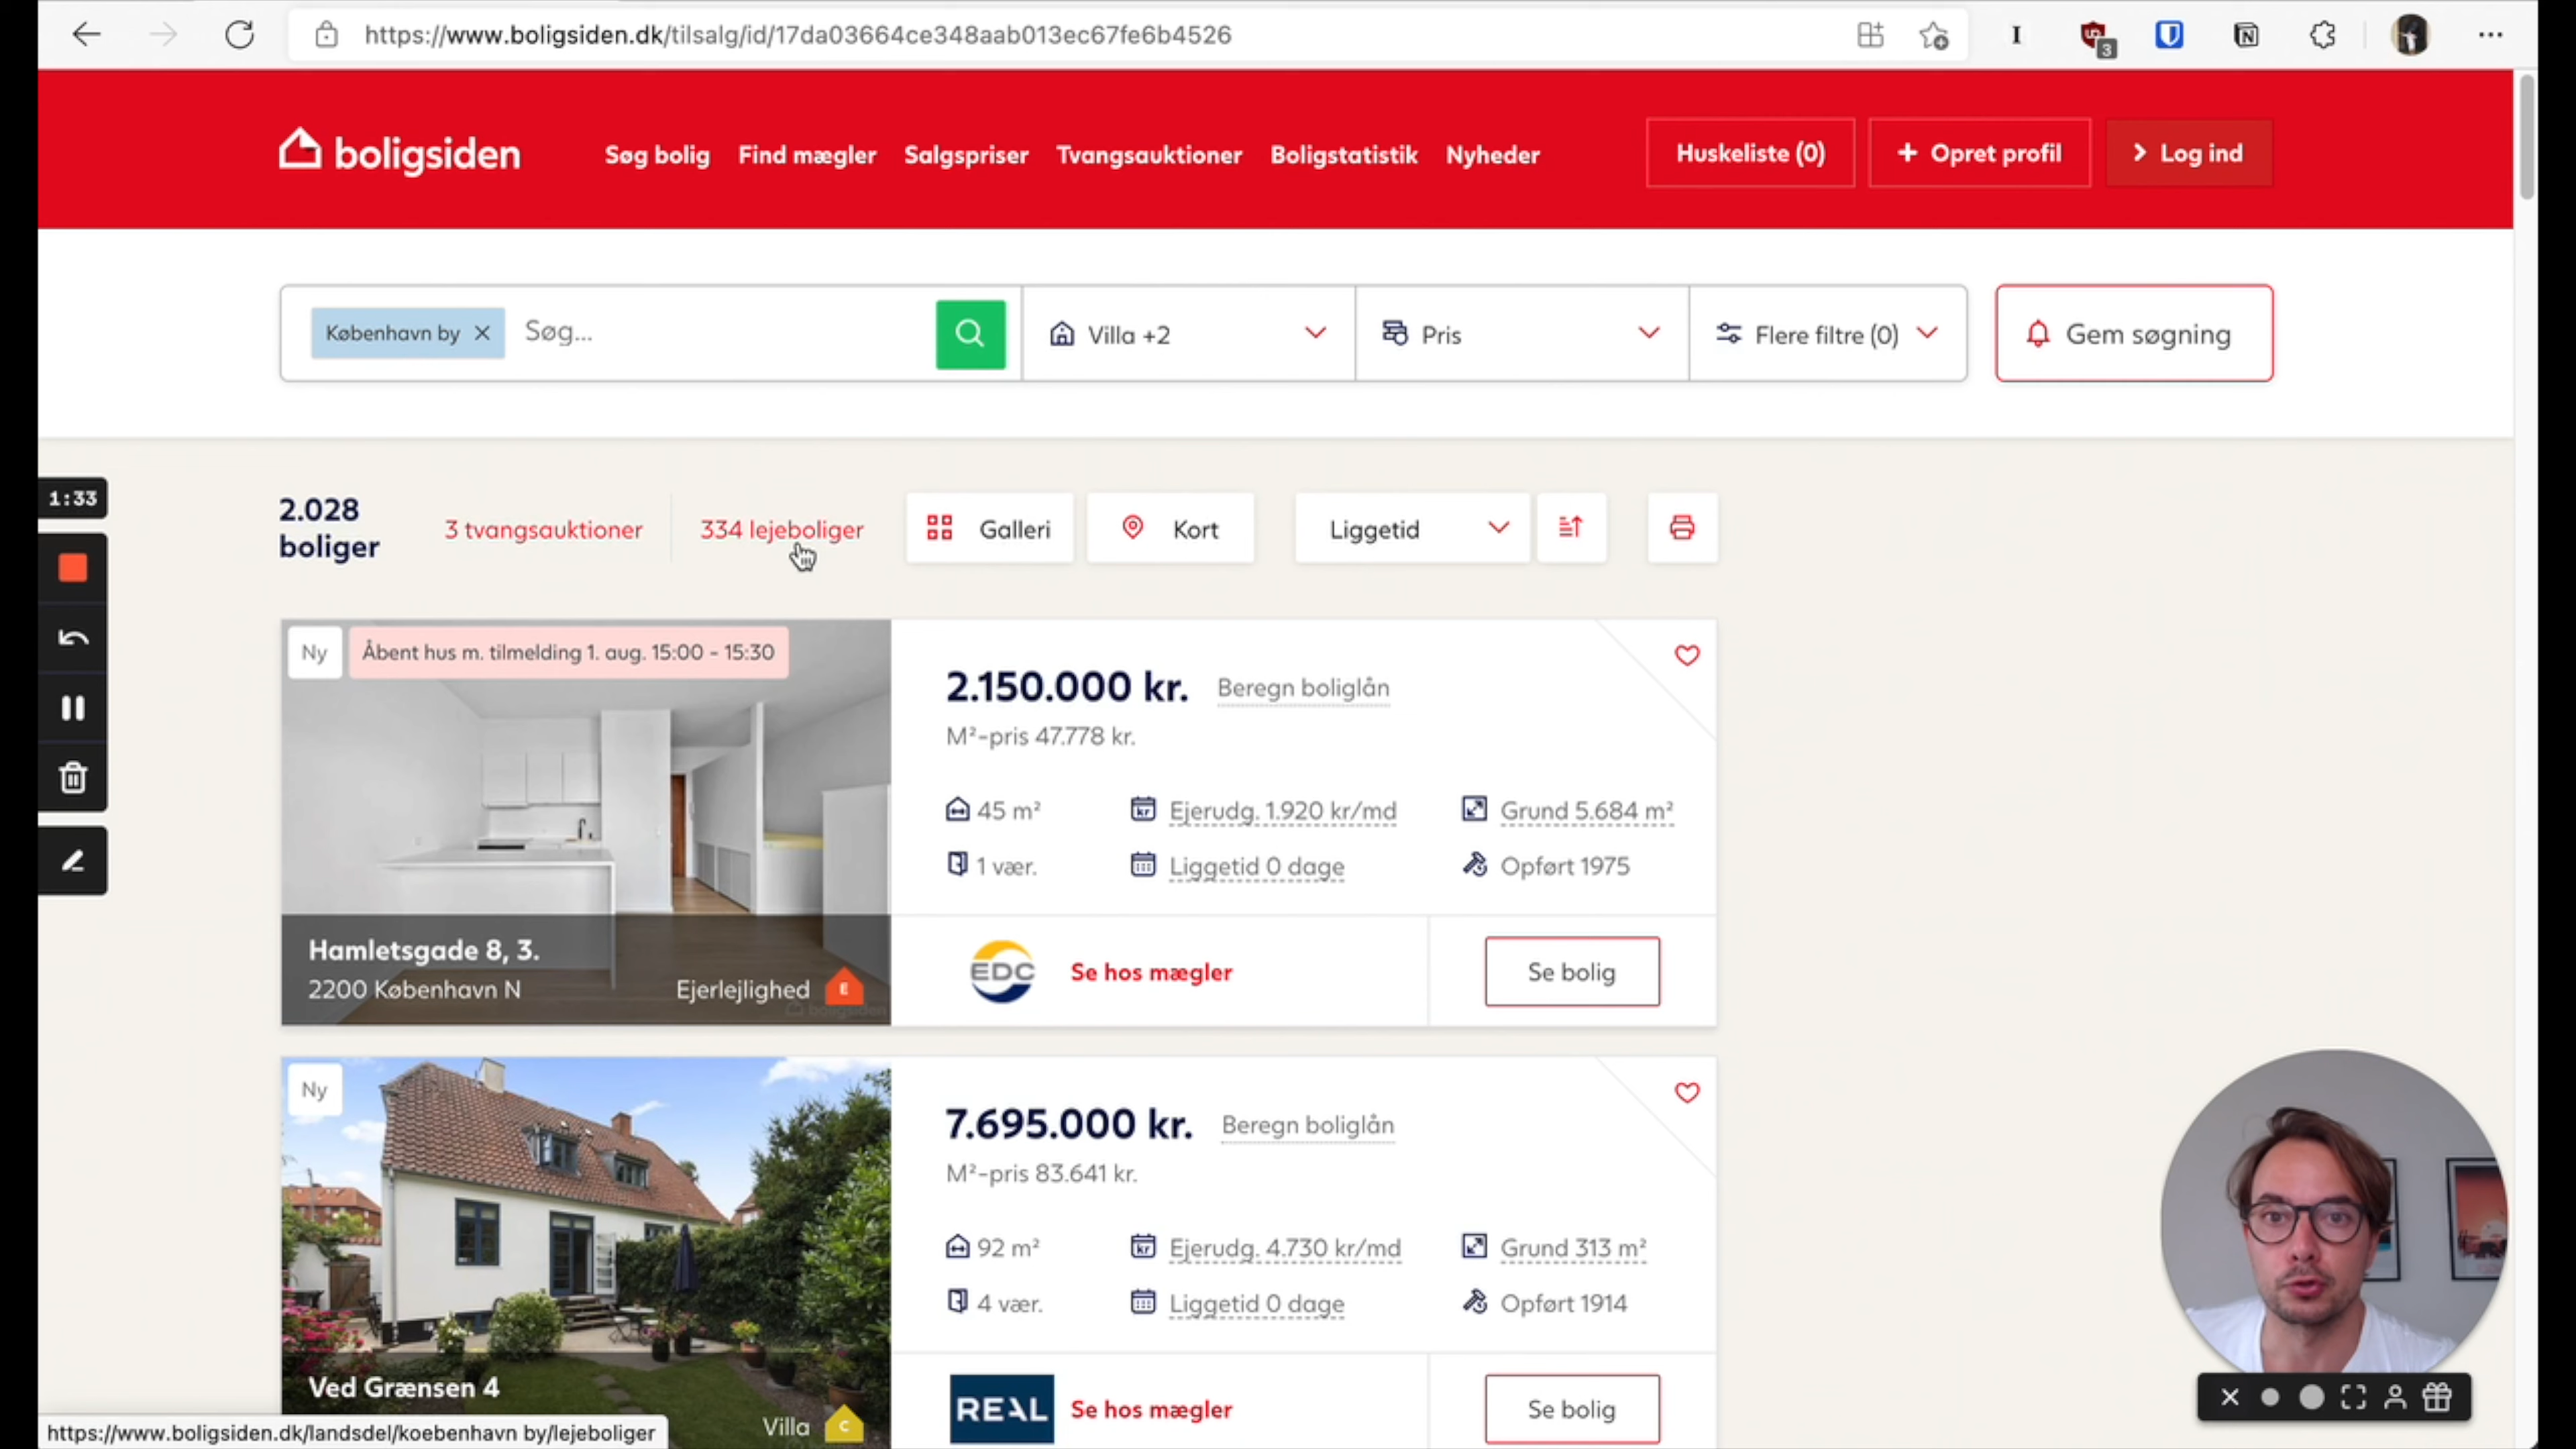 https://www.boligsiden.dk/tilsalg/id/17da03664ce348aab013ec67fe6b4526
I
3
boligsiden
Søg bolig
Find mægler
Salgspriser
Tvangsauktioner
Boligstatistik
Nyheder
Huskeliste (0)
+ Opret profil
Log ind
København by
Søg...
Villa +2
Pris
Flere filtre (0)
Gem søgning
1:33
2.028
boliger
3 tvangsauktioner
334 lejeboliger
Galleri
Kort
Liggetid
Ny
Åbent hus m. tilmelding 1. aug. 15:00 - 15:30
2.150.000 kr.
Beregn boliglån
M²-pris 47.778 kr.
45 m²
Ejerudg. 1.920 kr/md
Grund 5.684 m²
1 vær.
Liggetid 0 dage
Opført 1975
Hamletsgade 8, 3.
2200 København N
Ejerlejlighed
E
boligsiden
EDC
Se hos mægler
Se bolig
Ny
7.695.000 kr.
Beregn boliglån
M²-pris 83.641 kr.
92 m²
Ejerudg. 4.730 kr/md
Grund 313 m²
4 vær.
Liggetid 0 dage
Opført 1914
Ved Grænsen 4
Villa
C
REAL
Se hos mægler
Se bolig
https://www.boligsiden.dk/landsdel/koebenhavn by/lejeboliger